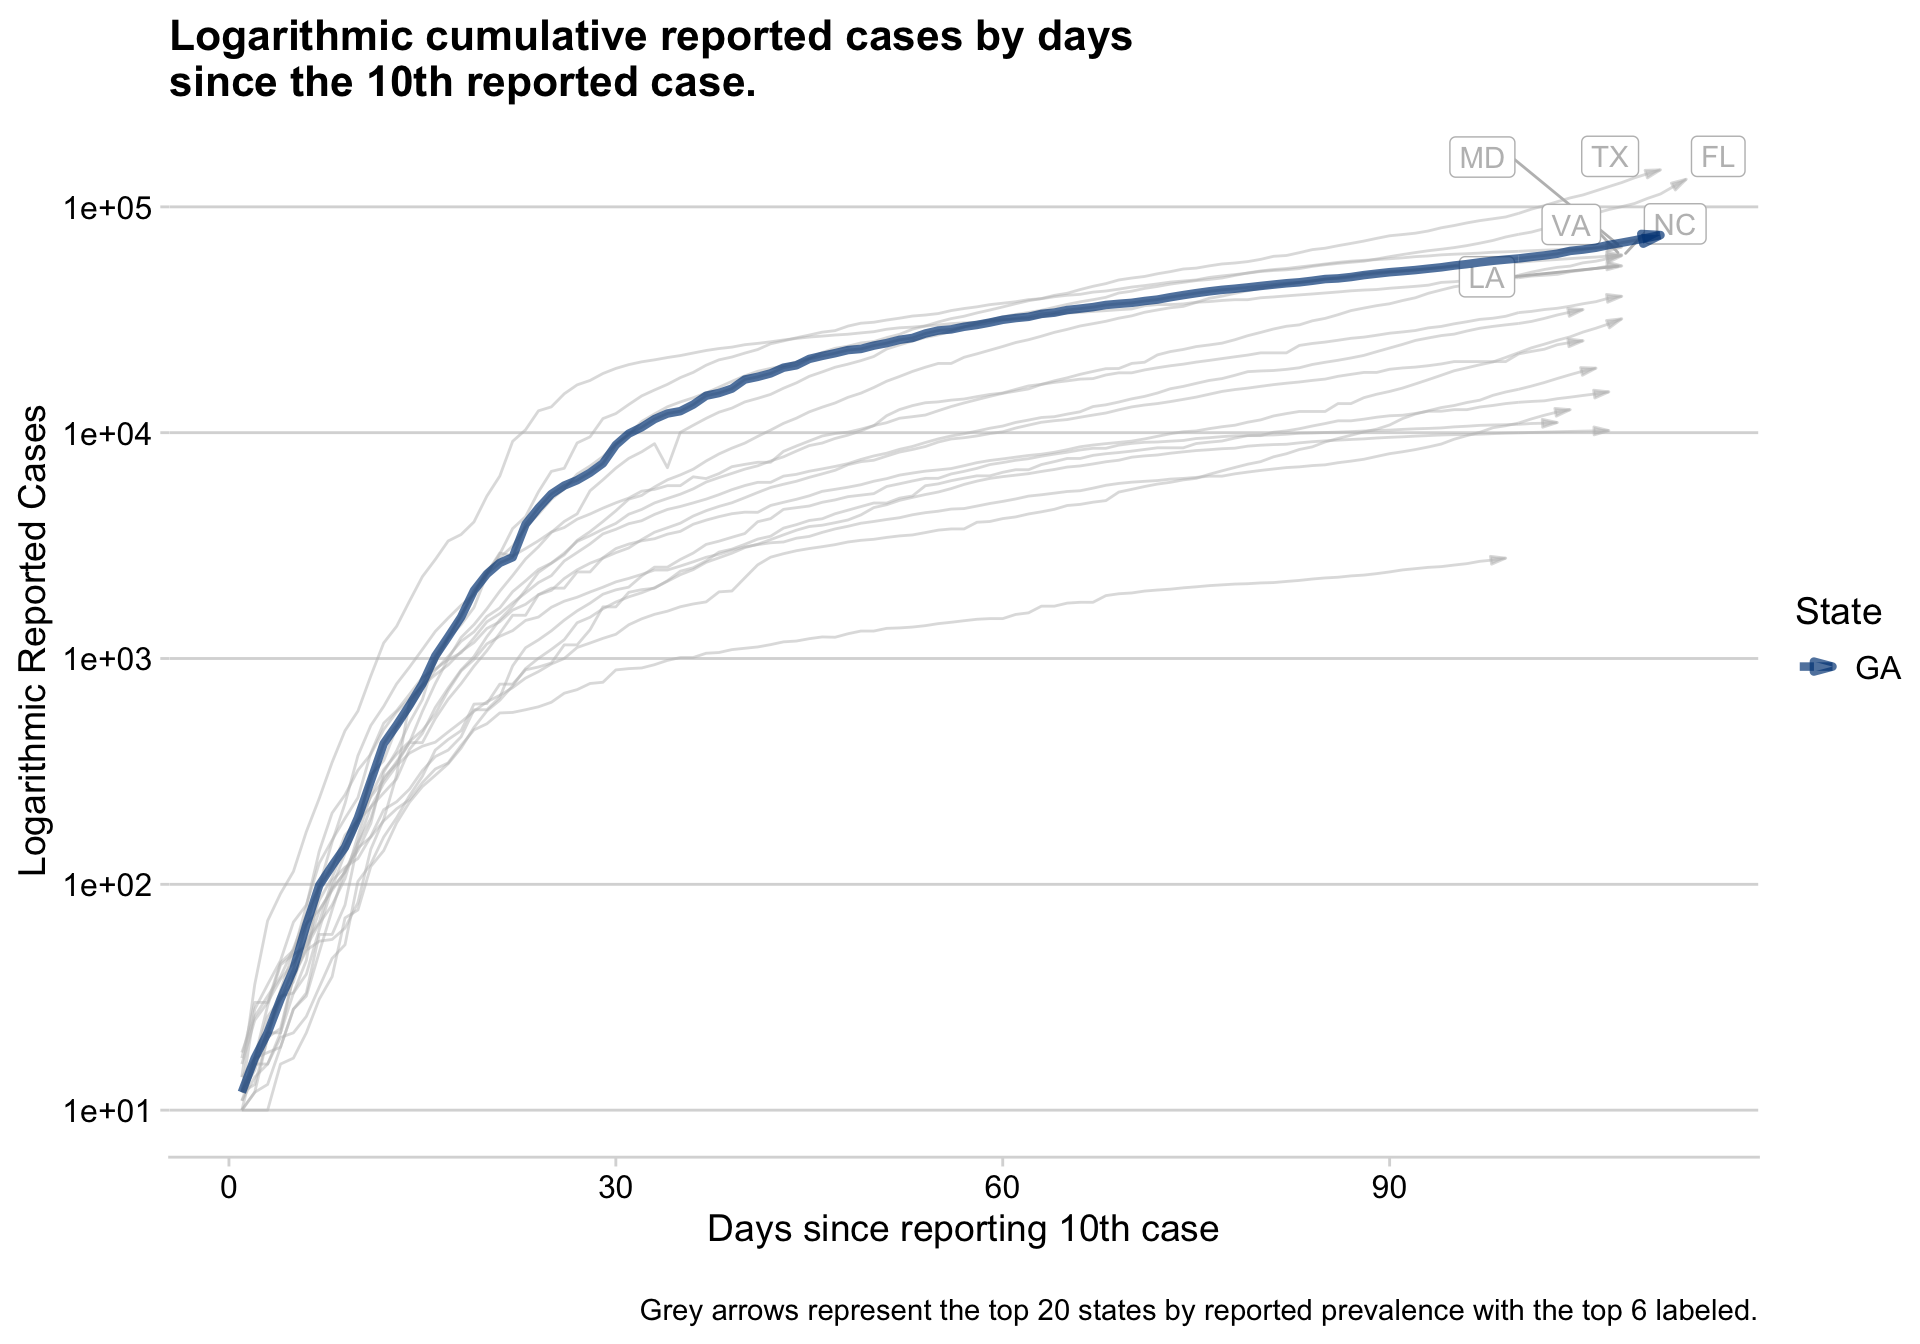 Logarithmic cumulative reported cases by days
since the 10th reported case.
MD
TX
FL
1e+05
VA
NC
LA
1e+04
Logarithmic Reported Cases
State
1e+03
GA
1e+02
1e+01
0
30
60
90
Days since reporting 10th case
Grey arrows represent the top 20 states by reported prevalence with the top 6 labeled.